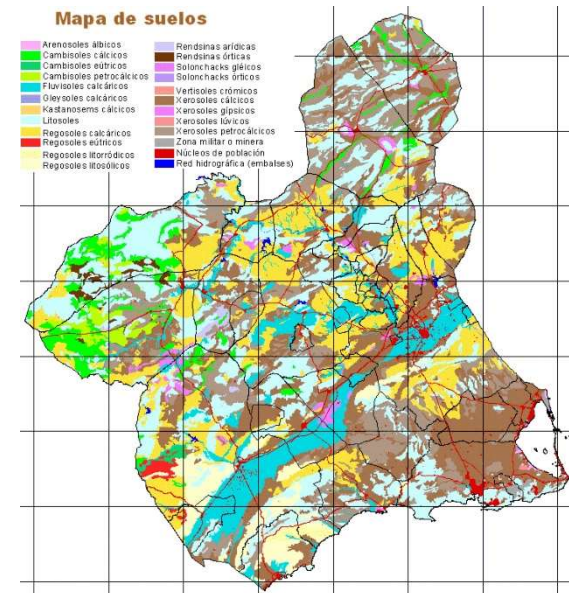 Mapa de suelos
Arenosoles álbicos
Cambisoles cálcicos
Cambisoles eútricos
Cambisoles petrocálcicos
Fluvisoles calcáricos
Gleysoles calcáricos
Kastanosems cálcicos
Litosoles
Regosoles calcáricos
Regosoles eútricos
Regosoles litorródicos
Regosoles litosólicos
Rendsinas arídicas
Rendsinas órticas
Solonchacks gléicos
Solonchacks órticos
Vertisoles crómicos
Xerosoles cálcicos
Xerosoles gípsicos
Xerosoles lúvicos
Xerosoles petrocálcicos
Zona militar o minera
Núcleos de población
Red hidrográfica (embalses)